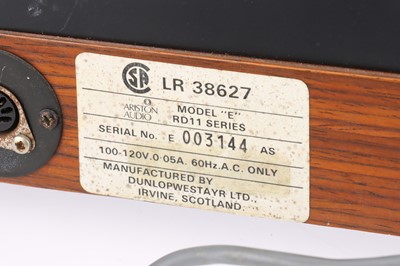 SA LR 38627
ARISTON AUDIO MODEL "E" RD11 SERIES
SERIAL No. E 003144 AS
100-120V.0·05A. 60Hz.A.C. ONLY
MANUFACTURED BY
DUNLOPWESTAYR LTD.,
IRVINE, SCOTLAND.